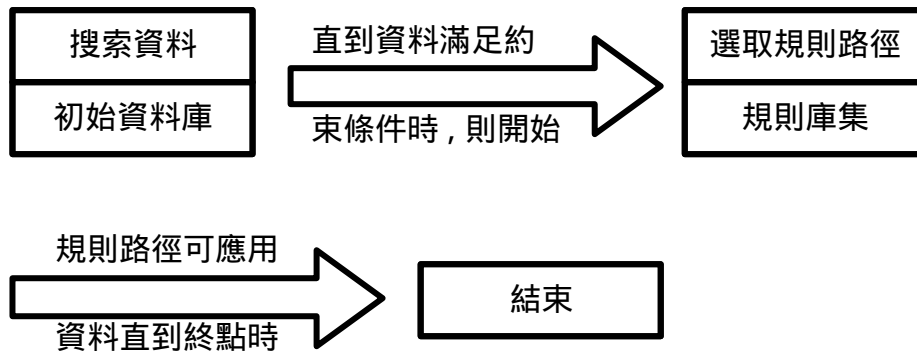 搜索資料
初始資料庫
直到資料滿足約
束條件時，則開始
選取規則路徑
規則庫集
規則路徑可應用
資料直到終點時
結束